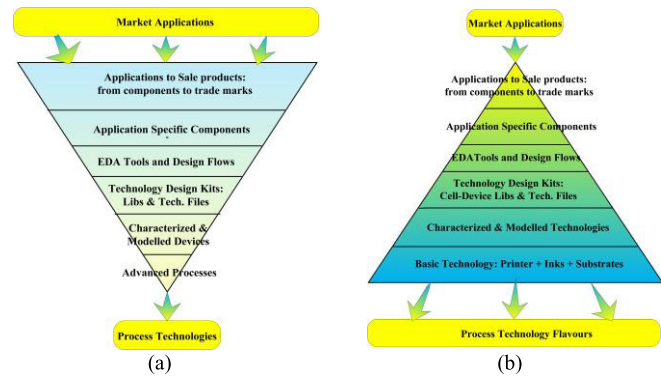 Market Applications
Applications to Sale products:
from components to trade marks
Application Specific Components
EDA Tools and Design Flows
Technology Design Kits:
Libs & Tech. Files
Characterized &
Modelled Devices
Advanced Processes
Process Technologies
(a)
Market Applications
Applications to Sale products:
from components to trade marks
Application Specific Components
EDATools and Design Flows
Technology Design Kits:
Cell-Device Libs & Tech. Files
Characterized & Modelled Technologies
Basic Technology: Printer + Inks + Substrates
Process Technology Flavours
(b)